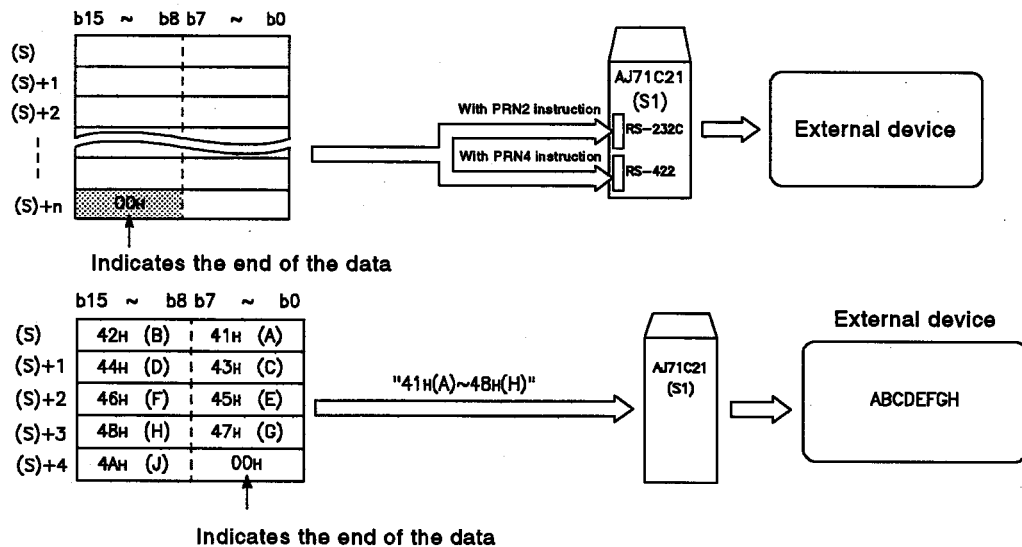 b15 ~ b8 b7 ~ b0
(S)
(S)+1
(S)+2
(S)+n
00H
Indicates the end of the data
With PRN2 instruction
With PRN4 instruction
AJ71C21
(S1)
RS-232C
RS-422
External device
b15 ~ b8 b7 ~ b0
(S) 42H (B) 41H (A)
(S)+1 44H (D) 43H (C)
(S)+2 46H (F) 45H (E)
(S)+3 48H (H) 47H (G)
(S)+4 4AH (J) 00H
Indicates the end of the data
"41H(A)~48H(H)"
AJ71C21
(S1)
External device
ABCDEFGH